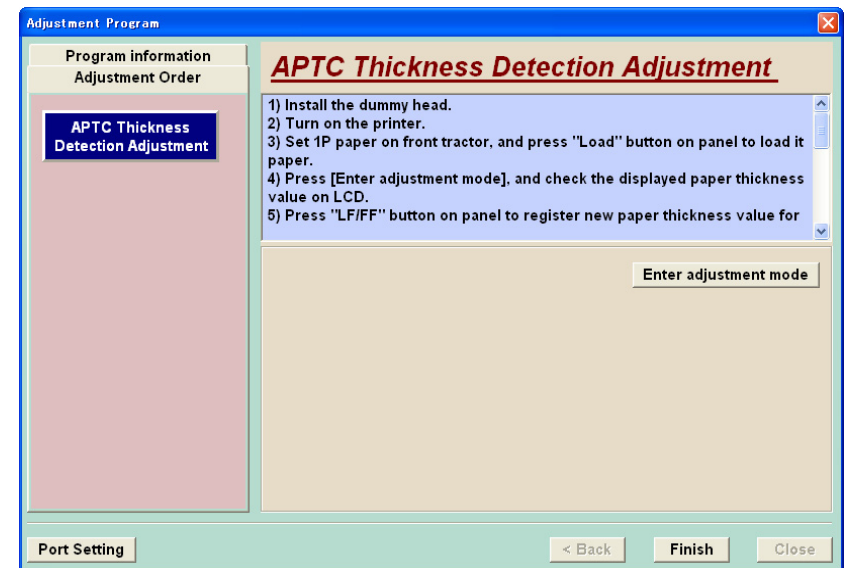 Adjustment Program
Program information
Adjustment Order
APTC Thickness
Detection Adjustment
APTC Thickness Detection Adjustment
1) Install the dummy head.
2) Turn on the printer.
3) Set 1P paper on front tractor, and press "Load" button on panel to load it
paper.
4) Press [Enter adjustment mode], and check the displayed paper thickness
value on LCD.
5) Press "LF/FF" button on panel to register new paper thickness value for
Enter adjustment mode
Port Setting
< Back
Finish
Close